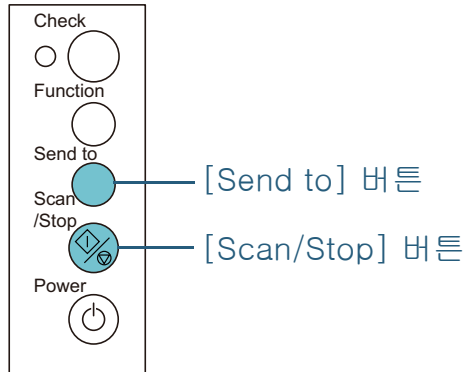 Check
Function
Send to
[Send to] 버튼
Scan
/Stop
[Scan/Stop] 버튼
Power